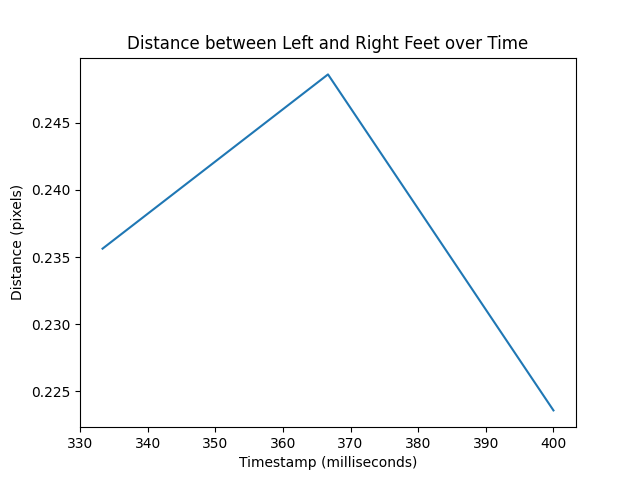 Distance between Left and Right Feet over Time
Distance (pixels)
0.245
0.240
0.235
0.230
0.225
330 340 350 360 370 380 390 400
Timestamp (milliseconds)